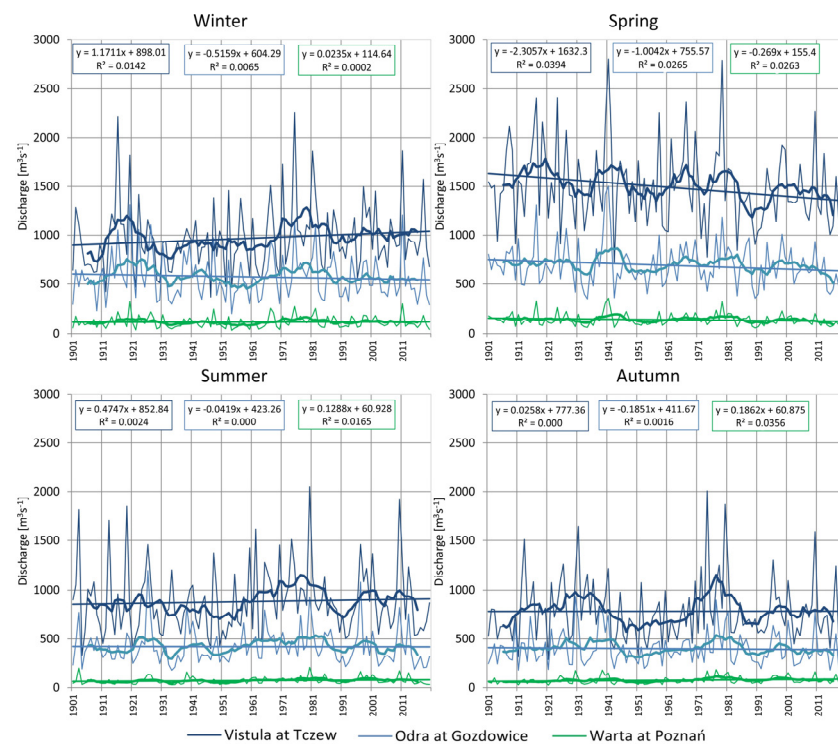 Winter
Spring
y = 1.1711x + 898.01
R² = 0.0142
y = -0.5159x + 604.29
R² = 0.0065
y = 0.0235x + 114.64
R² = 0.0002
y = -2.3057x + 1632.3
R² = 0.0394
y = -1.0042x + 755.57
R² = 0.0265
y = -0.269x + 155.4
R² = 0.0263
Discharge [m³s⁻¹]
3000
2500
2000
1500
1000
500
0
1901
1911
1921
1931
1941
1951
1961
1971
1981
1991
2001
2011
Discharge [m³s⁻¹]
3000
2500
2000
1500
1000
500
0
1901
1911
1921
1931
1941
1951
1961
1971
1981
1991
2001
2011
Summer
Autumn
y = 0.4747x + 852.84
R² = 0.0024
y = -0.0419x + 423.26
R² = 0.000
y = 0.1288x + 60.928
R² = 0.0165
y = 0.0258x + 777.36
R² = 0.000
y = -0.1851x + 411.67
R² = 0.0016
y = 0.1862x + 60.875
R² = 0.0356
Discharge [m³s⁻¹]
3000
2500
2000
1500
1000
500
0
1901
1911
1921
1931
1941
1951
1961
1971
1981
1991
2001
2011
Discharge [m³s⁻¹]
3000
2500
2000
1500
1000
500
0
1901
1911
1921
1931
1941
1951
1961
1971
1981
1991
2001
2011
Vistula at Tczew
Odra at Gozdowice
Warta at Poznań